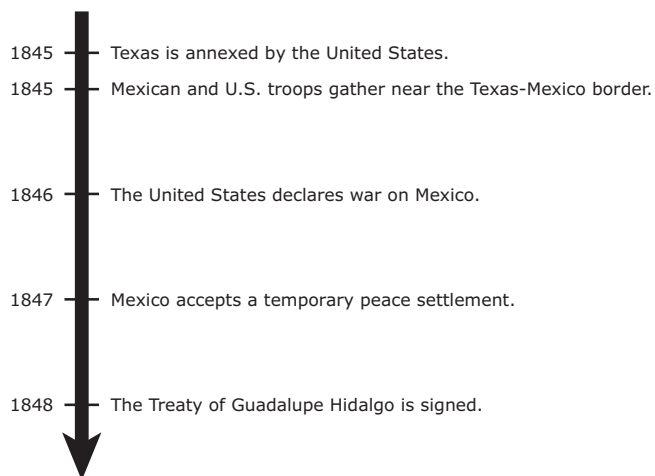 1845 Texas is annexed by the United States.
1845 Mexican and U.S. troops gather near the Texas-Mexico border.
1846 The United States declares war on Mexico.
1847 Mexico accepts a temporary peace settlement.
1848 The Treaty of Guadalupe Hidalgo is signed.